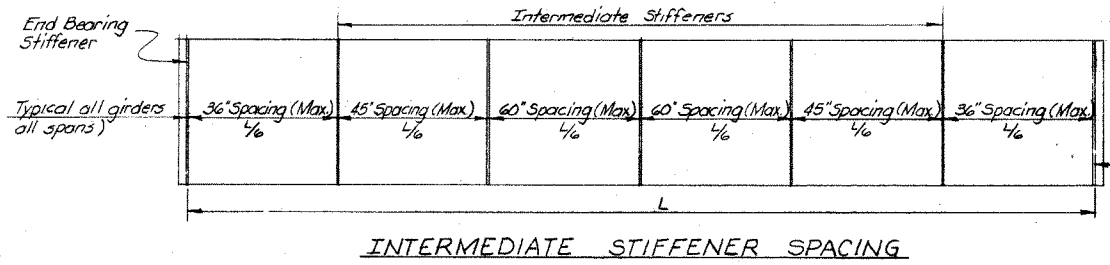 Intermediate Stiffeners
End Bearing
Stiffener
Typical all girders
all spans)
36" Spacing (Max.)
L/6
45" Spacing (Max.)
L/6
60" Spacing (Max)
L/6
60" Spacing (Max.)
L/6
45" Spacing (Max.)
L/6
36" Spacing (Max.)
L/6
L
INTERMEDIATE STIFFENER SPACING